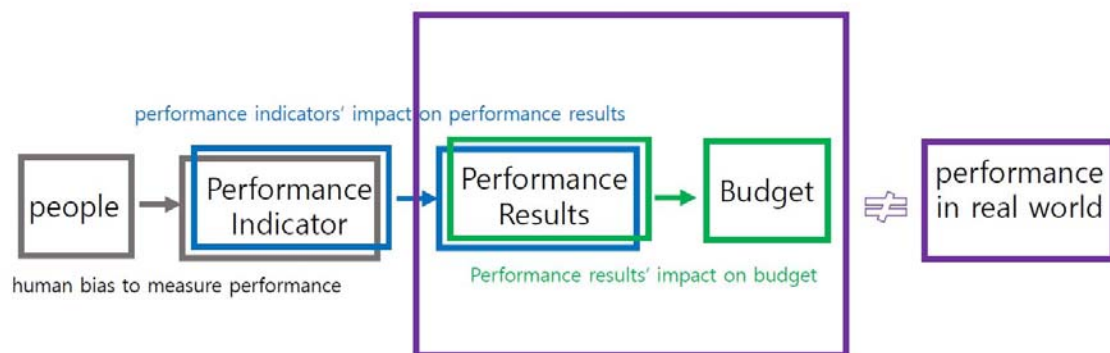 performance indicators' impact on performance results
people
Performance
Indicator
Performance
Results
Budget
≠
performance
in real world
human bias to measure performance
Performance results' impact on budget